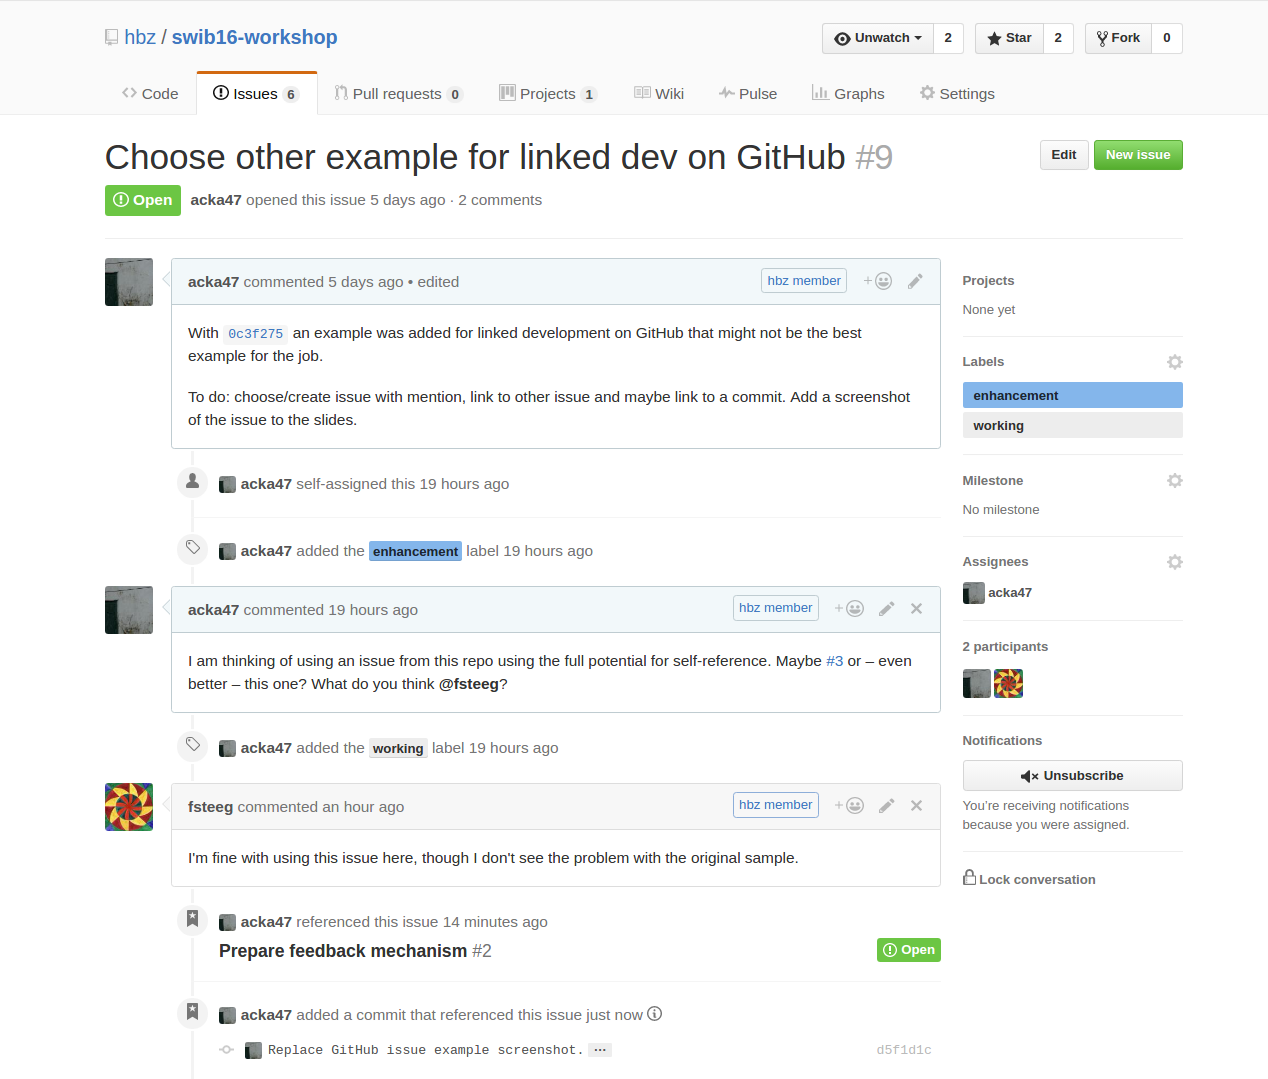 hbz / swib16-workshop
Unwatch 2 Star 2 Fork 0
Code Issues 6 Pull requests 0 Projects 1 Wiki Pulse Graphs Settings
Choose other example for linked dev on GitHub #9
Edit New issue
Open acka47 opened this issue 5 days ago · 2 comments
acka47 commented 5 days ago • edited
hbz member
With 0c3f275 an example was added for linked development on GitHub that might not be the best
example for the job.
To do: choose/create issue with mention, link to other issue and maybe link to a commit. Add a screenshot
of the issue to the slides.
acka47 self-assigned this 19 hours ago
acka47 added the enhancement label 19 hours ago
acka47 commented 19 hours ago
hbz member
I am thinking of using an issue from this repo using the full potential for self-reference. Maybe #3 or – even
better – this one? What do you think @fsteeg?
acka47 added the working label 19 hours ago
fsteeg commented an hour ago
hbz member
I'm fine with using this issue here, though I don't see the problem with the original sample.
acka47 referenced this issue 14 minutes ago
Prepare feedback mechanism #2
Open
acka47 added a commit that referenced this issue just now
Replace GitHub issue example screenshot. …
d5f1d1c
Projects
None yet
Labels
enhancement
working
Milestone
No milestone
Assignees
acka47
2 participants
Notifications
Unsubscribe
You're receiving notifications
because you were assigned.
Lock conversation